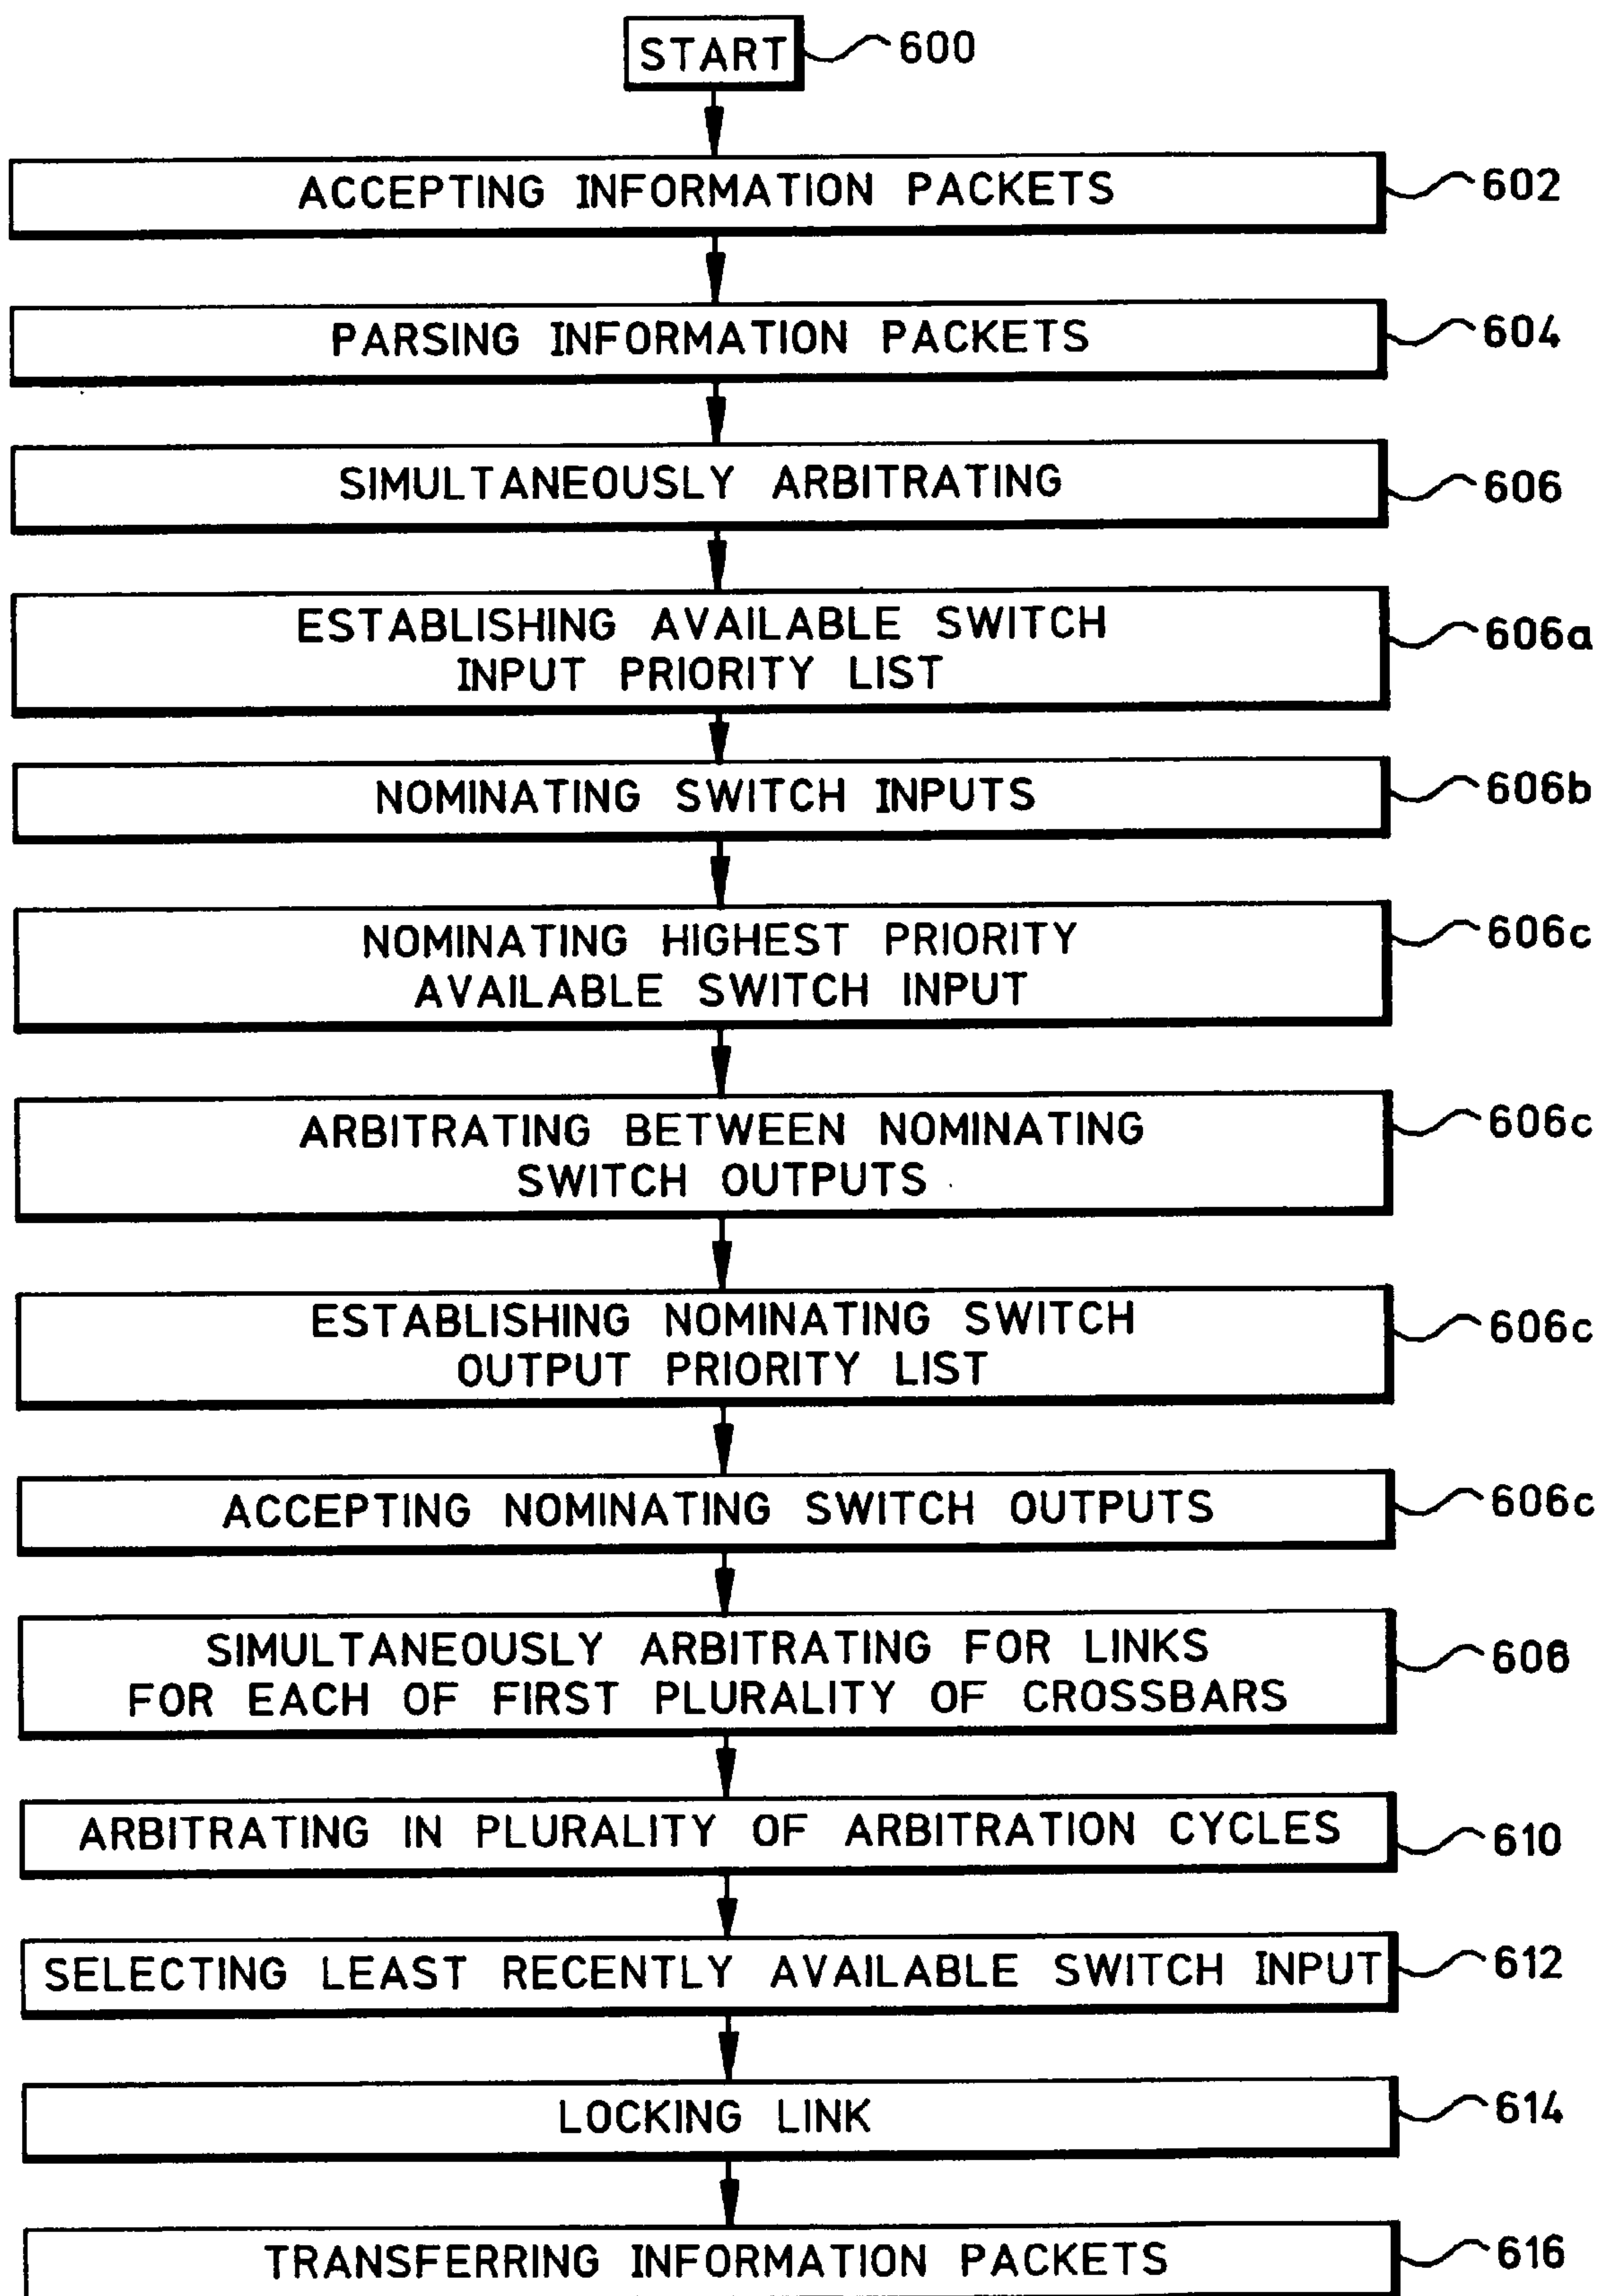 START 600
ACCEPTING INFORMATION PACKETS 602
PARSING INFORMATION PACKETS 604
SIMULTANEOUSLY ARBITRATING 606
ESTABLISHING AVAILABLE SWITCH
INPUT PRIORITY LIST 606a
NOMINATING SWITCH INPUTS 606b
NOMINATING HIGHEST PRIORITY
AVAILABLE SWITCH INPUT 606c
ARBITRATING BETWEEN NOMINATING
SWITCH OUTPUTS 606c
ESTABLISHING NOMINATING SWITCH
OUTPUT PRIORITY LIST 606c
ACCEPTING NOMINATING SWITCH OUTPUTS 606c
SIMULTANEOUSLY ARBITRATING FOR LINKS
FOR EACH OF FIRST PLURALITY OF CROSSBARS 608
ARBITRATING IN PLURALITY OF ARBITRATION CYCLES 610
SELECTING LEAST RECENTLY AVAILABLE SWITCH INPUT 612
LOCKING LINK 614
TRANSFERRING INFORMATION PACKETS 616